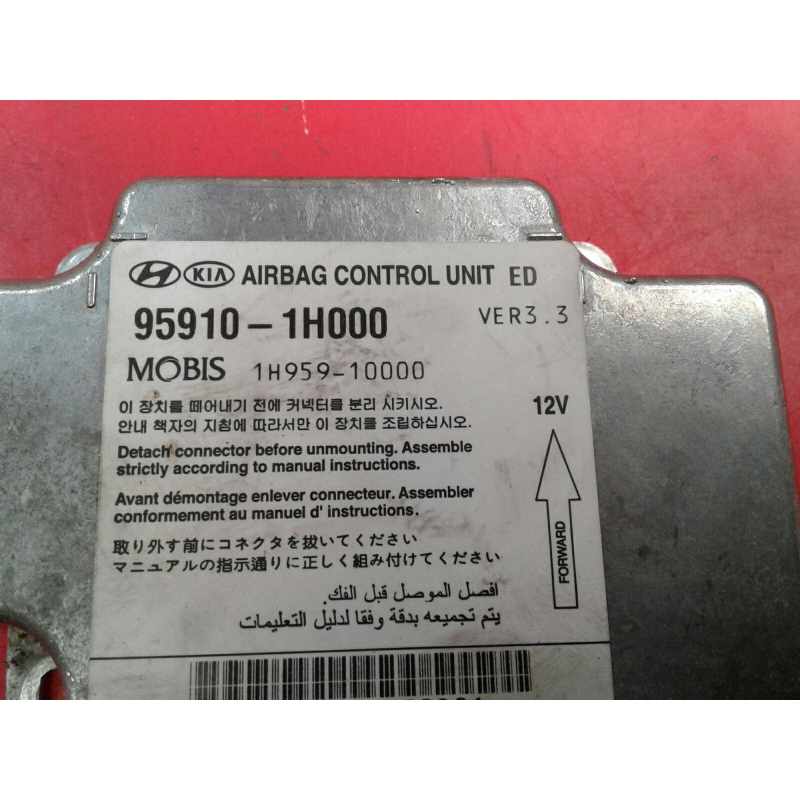 KIA AIRBAG CONTROL UNIT ED
95910-1H000 VER3.3
MOBIS 1H959-10000
이 장치를 떼어내기 전에 커넥터를 분리 시키시오.
안내 책자의 지침에 따라서만 이 장치를 조립하십시오.
12V
Detach connector before unmounting. Assemble
strictly according to manual instructions.
Avant démontage enlever connecteur. Assembler
conformement au manuel d' instructions.
FORWARD
取り外す前にコネクタを抜いてください
マニュアルの指示通りに正しく組み付けてください
افصل الموصل قبل الفك.
يتم تجميعه بدقة وفقا لدليل التعليمات